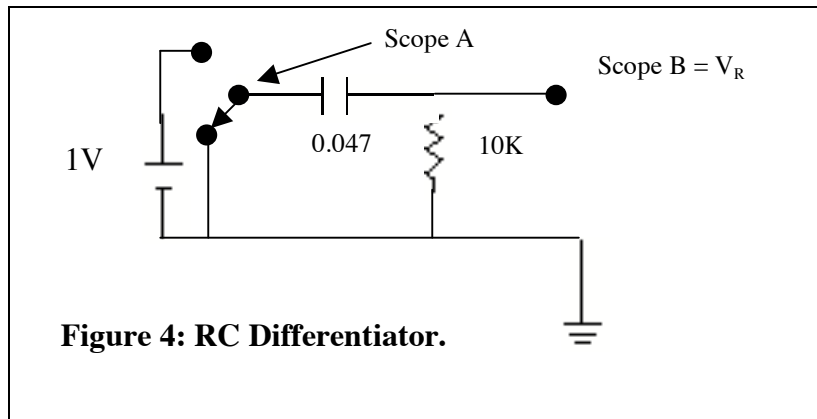 Scope A
Scope B = V_R
0.047
10K
1V
Figure 4: RC Differentiator.